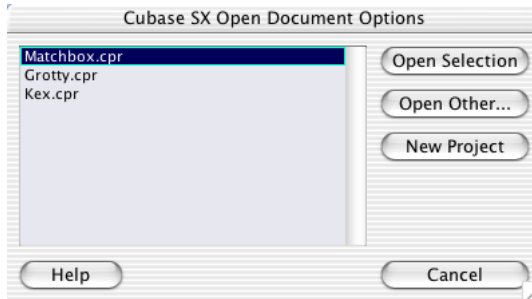 Cubase SX Open Document Options
Matchbox.cpr
Grotty.cpr
Kex.cpr
Open Selection
Open Other...
New Project
Help
Cancel